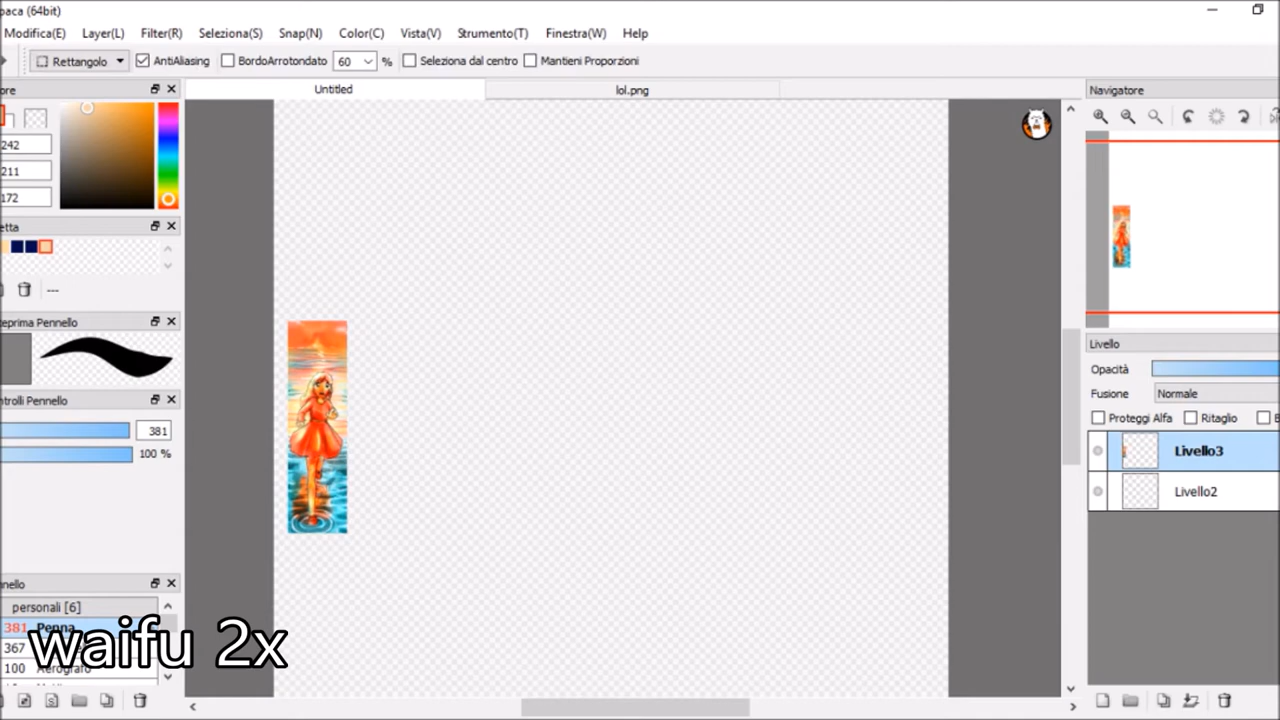 paca (64bit)
Modifica(E) Layer(L) Filter(R) Seleziona(S) Snap(N) Color(C) Vista(V) Strumento(T) Finestra(W) Help
Rettangolo AntiAliasing BordoArrotondato 60 % Seleziona dal centro Mantieni Proporzioni
ore
Untitled
lol.png
Navigatore
242
211
172
etta
---
teprima Pennello
Livello
Opacità
Fusione Normale
ntrolli Pennello
Proteggi Alfa Ritaglio
381
100 %
Livello3
Livello2
nello
personali [6]
381 Penna
367
100 Aerografo
waifu 2x